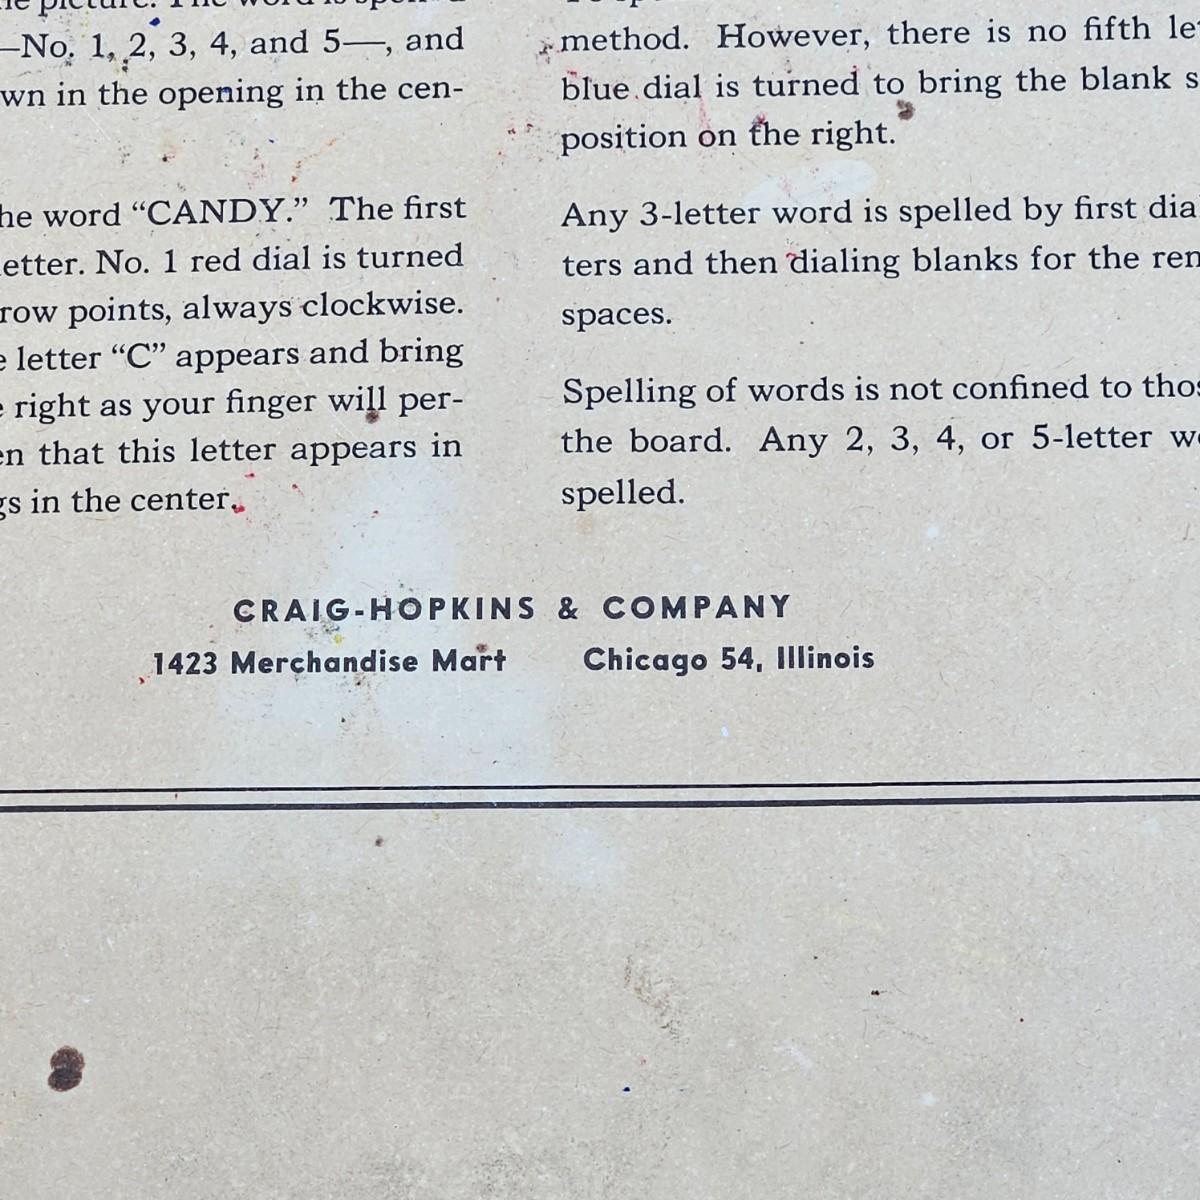 picture. The word is
—No. 1, 2, 3, 4, and 5—, and
wn in the opening in the cen-
he word “CANDY.” The first
etter. No. 1 red dial is turned
row points, always clockwise.
e letter “C” appears and bring
e right as your finger will per-
en that this letter appears in
gs in the center.
method. However, there is no fifth le
blue dial is turned to bring the blank s
position on the right.
Any 3-letter word is spelled by first dia
ters and then dialing blanks for the ren
spaces.
Spelling of words is not confined to thos
the board. Any 2, 3, 4, or 5-letter w
spelled.
CRAIG-HOPKINS & COMPANY
1423 Merchandise Mart Chicago 54, Illinois